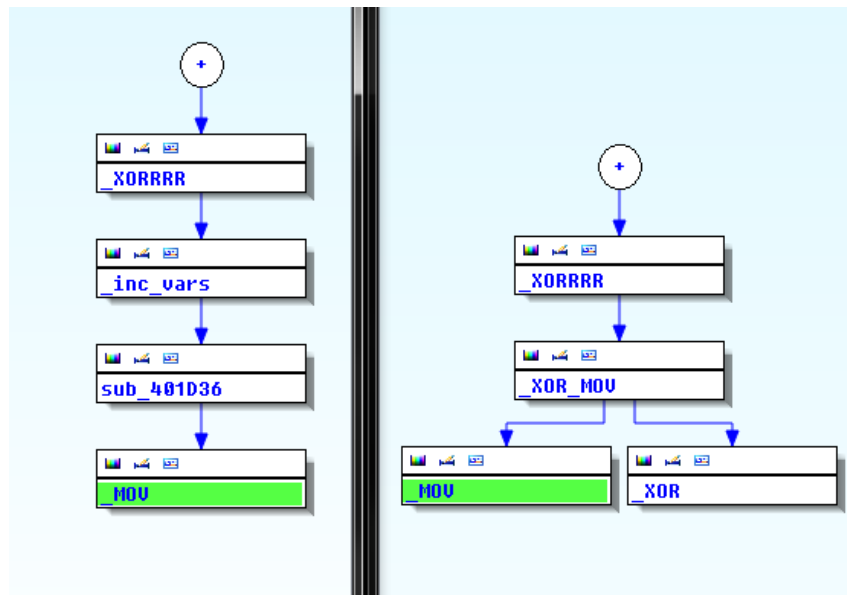 +
_XORRRR
_inc_vars
sub_401D36
_MOV
+
_XORRRR
_XOR_MOV
_MOV
_XOR